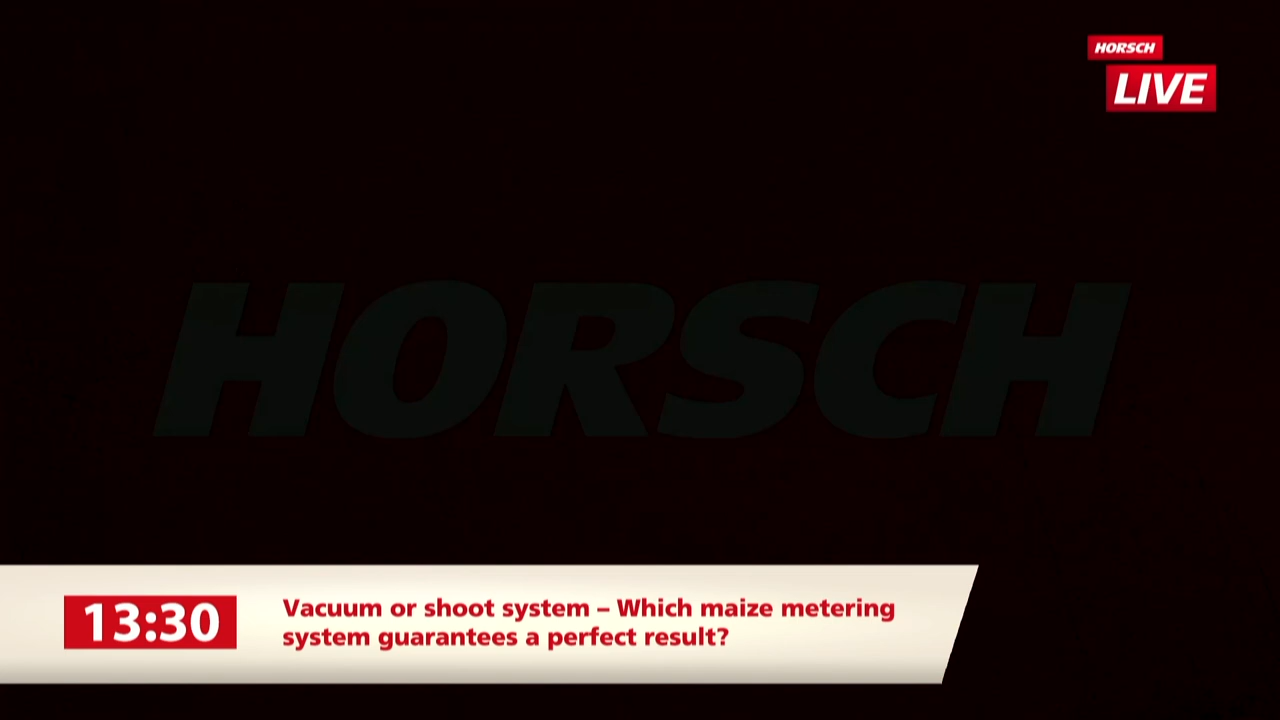 HORSCH
LIVE
HORSCH
13:30
Vacuum or shoot system – Which maize metering
system guarantees a perfect result?